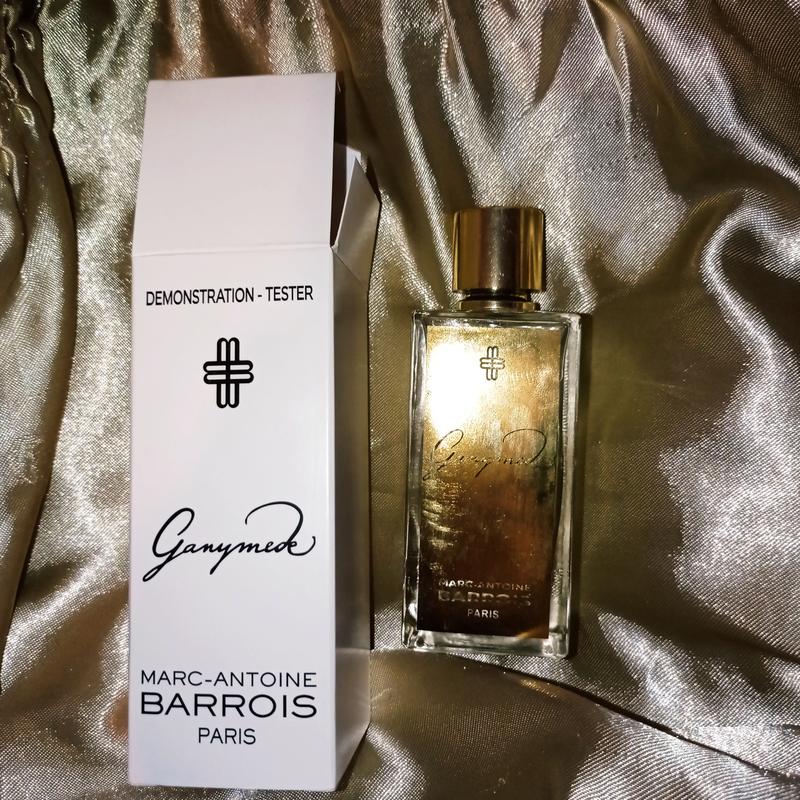 DEMONSTRATION - TESTER
Ganymede
MARC-ANTOINE
BARROIS
PARIS
Ganymede
MARC-ANTOINE
BARROIS
PARIS